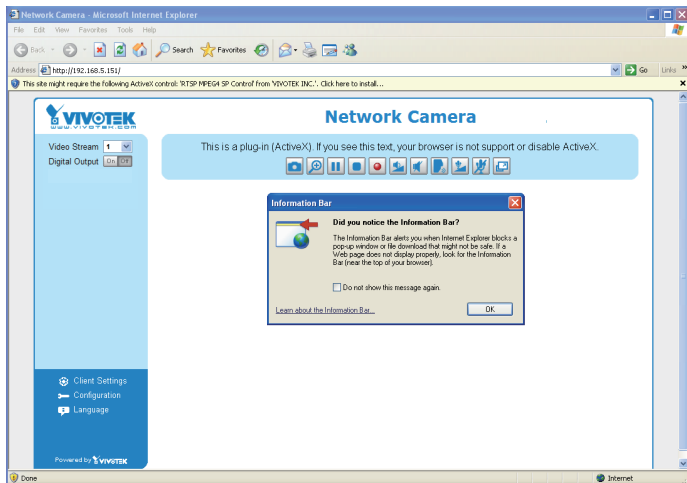 Network Camera - Microsoft Internet Explorer
File Edit View Favorites Tools Help
Back Search Favorites
Address http://192.168.5.151/ Go Links »
This site might require the following ActiveX control: 'RTSP MPEG4 SP Control' from 'VIVOTEK INC.'. Click here to install...
VIVOTEK
www.vivotek.com
Network Camera
Video Stream 1
Digital Output On Off
This is a plug-in (ActiveX). If you see this text, your browser is not support or disable ActiveX.
Information Bar
Did you notice the Information Bar?
The Information Bar alerts you when Internet Explorer blocks a
pop-up window or file download that might not be safe. If a
Web page does not display properly, look for the Information
Bar (near the top of your browser).
Do not show this message again.
Learn about the Information Bar...
OK
Client Settings
Configuration
Language
Powered by VIVOTEK
Done Internet